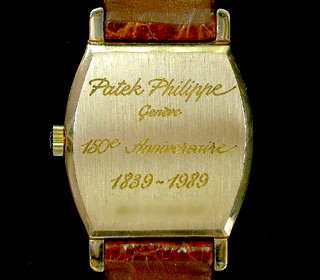 Patek Philippe
Genève
150e Anniversaire
1839~1989